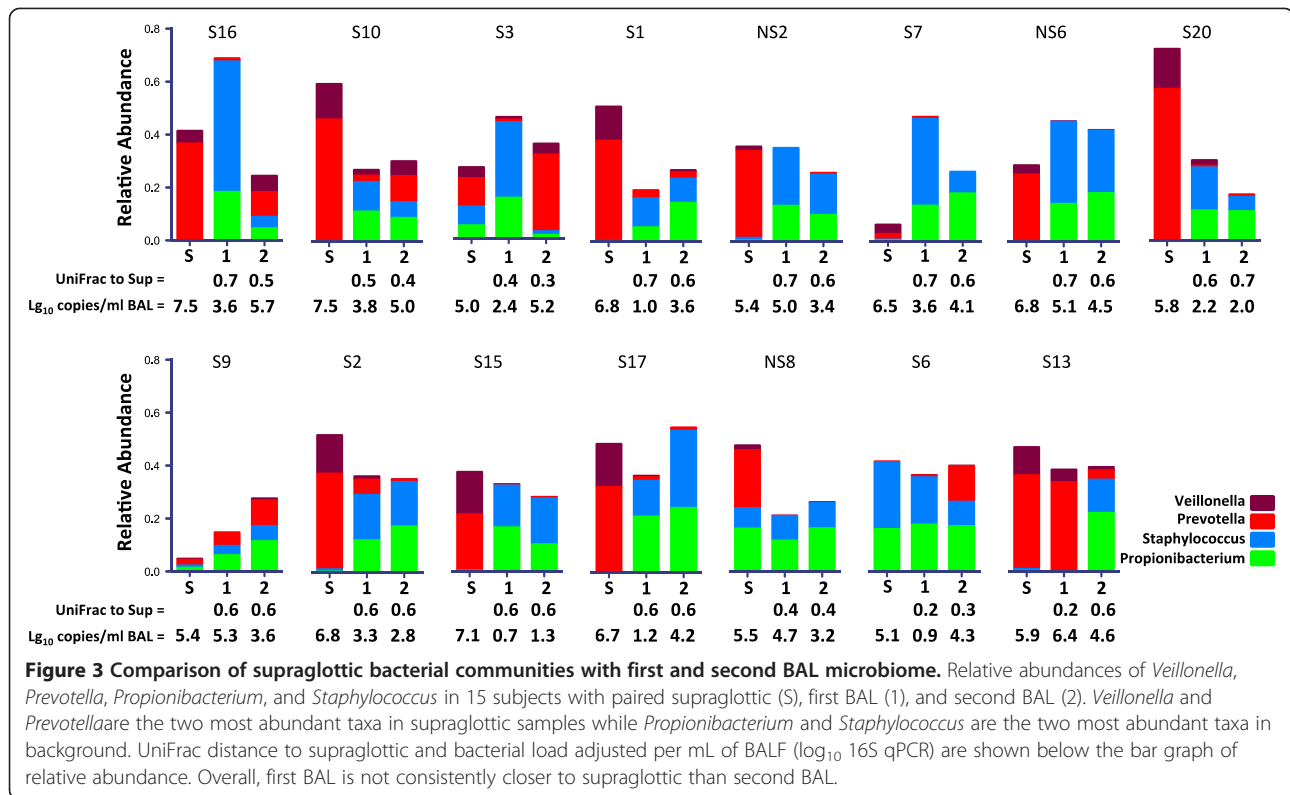 S16 S10 S3 S1 NS2 S7 NS6 S20
Relative Abundance
0.8
0.6
0.4
0.2
0.0
S 1 2 S 1 2 S 1 2 S 1 2 S 1 2 S 1 2 S 1 2 S 1 2
UniFrac to Sup = 0.7 0.5 0.5 0.4 0.4 0.3 0.7 0.6 0.7 0.6 0.7 0.6 0.7 0.6 0.6 0.7
Lg10 copies/ml BAL = 7.5 3.6 5.7 7.5 3.8 5.0 5.0 2.4 5.2 6.8 1.0 3.6 5.4 5.0 3.4 6.5 3.6 4.1 6.8 5.1 4.5 5.8 2.2 2.0
S9 S2 S15 S17 NS8 S6 S13
Relative Abundance
0.8
0.6
0.4
0.2
0.0
Veillonella
Prevotella
Staphylococcus
Propionibacterium
S 1 2 S 1 2 S 1 2 S 1 2 S 1 2 S 1 2 S 1 2
UniFrac to Sup = 0.6 0.6 0.6 0.6 0.6 0.6 0.6 0.6 0.4 0.4 0.2 0.3 0.2 0.6
Lg10 copies/ml BAL = 5.4 5.3 3.6 6.8 3.3 2.8 7.1 0.7 1.3 6.7 1.2 4.2 5.5 4.7 3.2 5.1 0.9 4.3 5.9 6.4 4.6
Figure 3 Comparison of supraglottic bacterial communities with first and second BAL microbiome. Relative abundances of Veillonella,
Prevotella, Propionibacterium, and Staphylococcus in 15 subjects with paired supraglottic (S), first BAL (1), and second BAL (2). Veillonella and
Prevotellaare the two most abundant taxa in supraglottic samples while Propionibacterium and Staphylococcus are the two most abundant taxa in
background. UniFrac distance to supraglottic and bacterial load adjusted per mL of BALF (log10 16S qPCR) are shown below the bar graph of
relative abundance. Overall, first BAL is not consistently closer to supraglottic than second BAL.